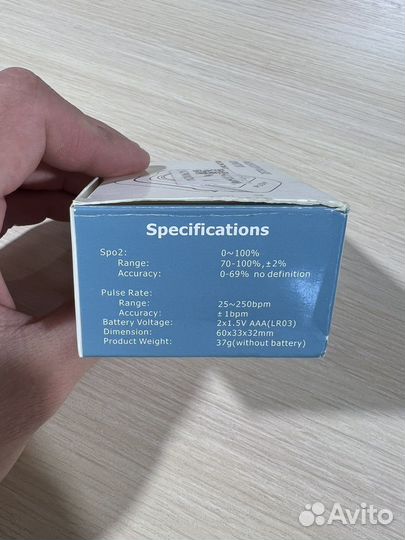 Specifications
Spo2: 0~100%
Range: 70-100%,±2%
Accuracy: 0-69% no definition
Pulse Rate:
Range: 25~250bpm
Accuracy: ±1bpm
Battery Voltage: 2x1.5V AAA(LR03)
Dimension: 60x33x32mm
Product Weight: 37g(without battery)
Avito